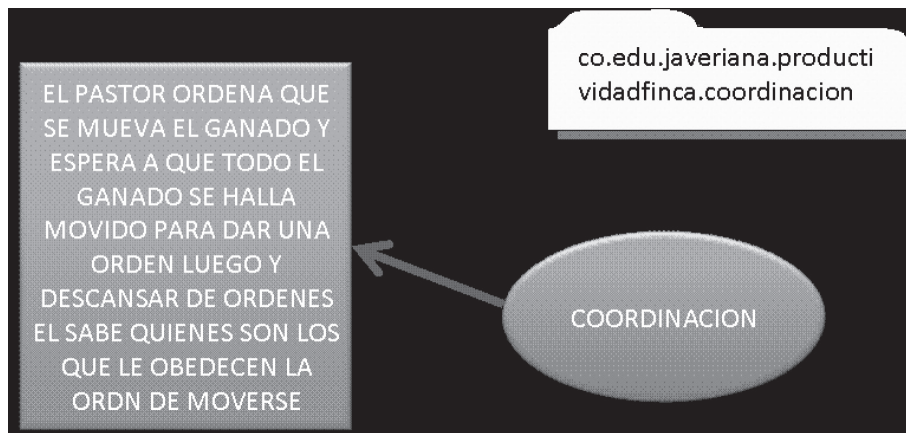 EL PASTOR ORDENA QUE
SE MUEVA EL GANADO Y
ESPERA A QUE TODO EL
GANADO SE HALLA
MOVIDO PARA DAR UNA
ORDEN LUEGO Y
DESCANSAR DE ORDENES
EL SABE QUIENES SON LOS
QUE LE OBEDECEN LA
ORDN DE MOVERSE
co.edu.javeriana.producti
vidadfinca.coordinacion
COORDINACION